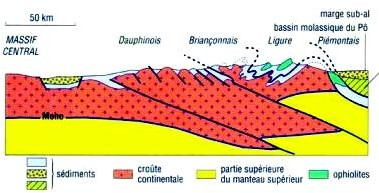 50 km
marge sub-al
bassin molassique du Pô
MASSIF
CENTRAL
Dauphinois
Briançonnais
Ligure
Piémontais
Moho
sédiments
croûte
continentale
partie supérieure
du manteau supérieur
ophiolites